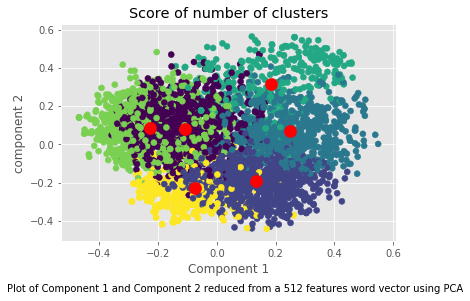 Score of number of clusters
0.6
0.4
0.2
0.0
−0.2
−0.4
component 2
−0.4 −0.2 0.0 0.2 0.4 0.6
Component 1
Plot of Component 1 and Component 2 reduced from a 512 features word vector using PCA